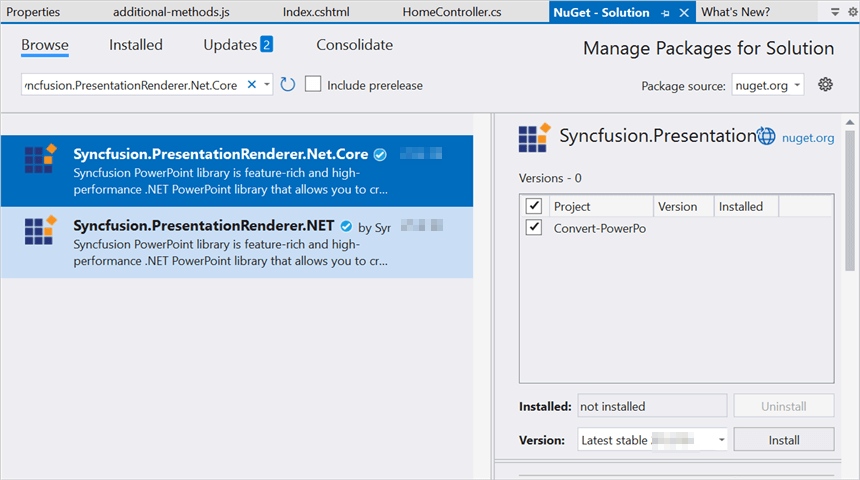 Properties additional-methods.js Index.cshtml HomeController.cs NuGet - Solution What's New?
Browse Installed Updates 2 Consolidate
Manage Packages for Solution
yncfusion.PresentationRenderer.Net.Core
Include prerelease
Package source: nuget.org
Syncfusion.PresentationRenderer.Net.Core
Syncfusion PowerPoint library is feature-rich and high-
performance .NET PowerPoint library that allows you to cr...
Syncfusion.PresentationRenderer.NET by Syr
Syncfusion PowerPoint library is feature-rich and high-
performance .NET PowerPoint library that allows you to cr...
Syncfusion.Presentation nuget.org
Versions - 0
Project Version Installed
Convert-PowerPo
Installed: not installed Uninstall
Version: Latest stable Install